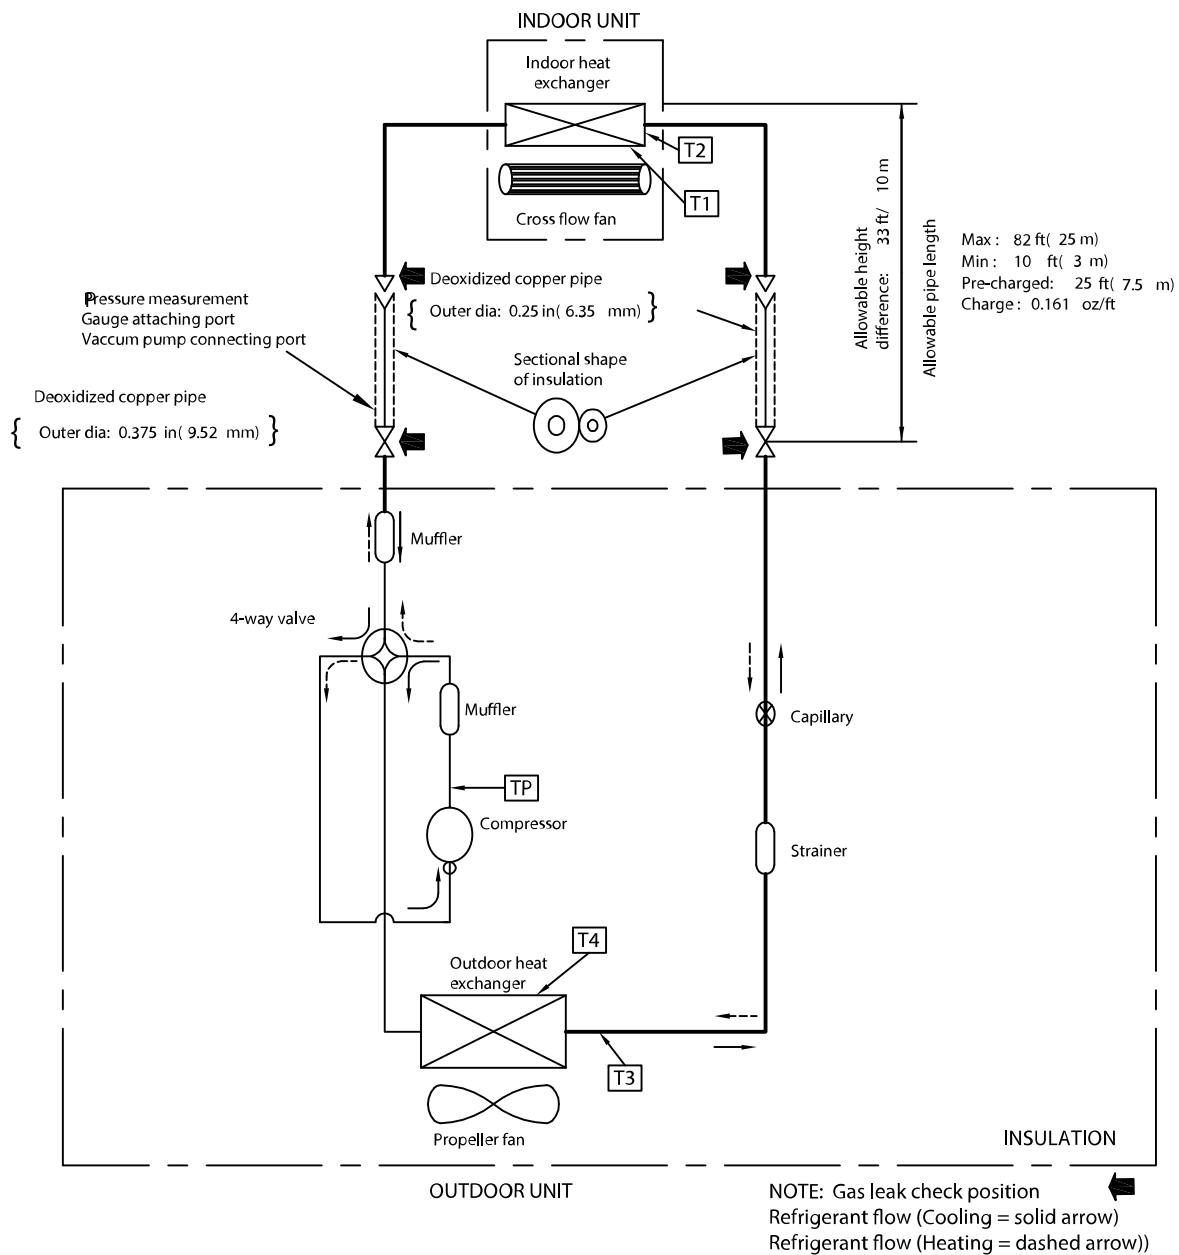 INDOOR UNIT
Indoor heat
exchanger
T2
T1
Cross flow fan
Allowable height
difference: 33 ft/ 10 m
Allowable pipe length
Max : 82 ft( 25 m)
Min : 10 ft( 3 m)
Pre-charged: 25 ft( 7.5 m)
Charge : 0.161 oz/ft
Deoxidized copper pipe
{ Outer dia: 0.25 in( 6.35 mm) }
Pressure measurement
Gauge attaching port
Vaccum pump connecting port
Sectional shape
of insulation
Deoxidized copper pipe
{ Outer dia: 0.375 in( 9.52 mm) }
Muffler
4-way valve
Muffler
Capillary
TP
Compressor
Strainer
T4
Outdoor heat
exchanger
T3
Propeller fan
INSULATION
OUTDOOR UNIT
NOTE: Gas leak check position
Refrigerant flow (Cooling = solid arrow)
Refrigerant flow (Heating = dashed arrow))